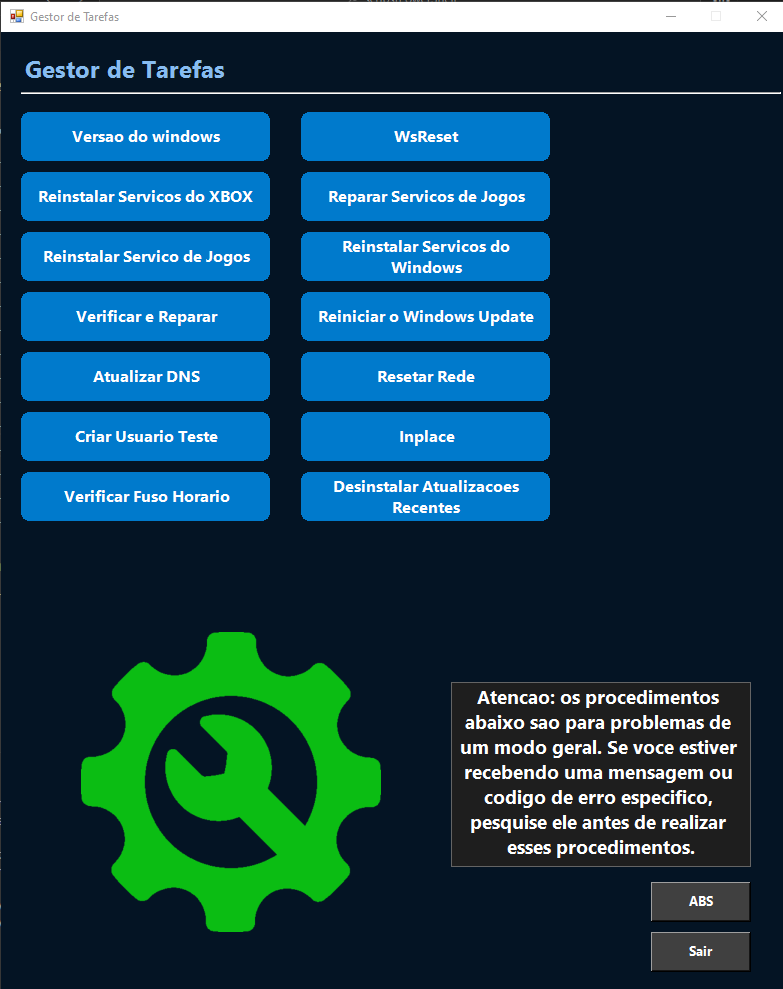 Gestor de Tarefas
Gestor de Tarefas
Versao do windows
WsReset
Reinstalar Servicos do XBOX
Reparar Servicos de Jogos
Reinstalar Servico de Jogos
Reinstalar Servicos do
Windows
Verificar e Reparar
Reiniciar o Windows Update
Atualizar DNS
Resetar Rede
Criar Usuario Teste
Inplace
Verificar Fuso Horario
Desinstalar Atualizacoes
Recentes
Atencao: os procedimentos
abaixo sao para problemas de
um modo geral. Se voce estiver
recebendo uma mensagem ou
codigo de erro especifico,
pesquise ele antes de realizar
esses procedimentos.
ABS
Sair